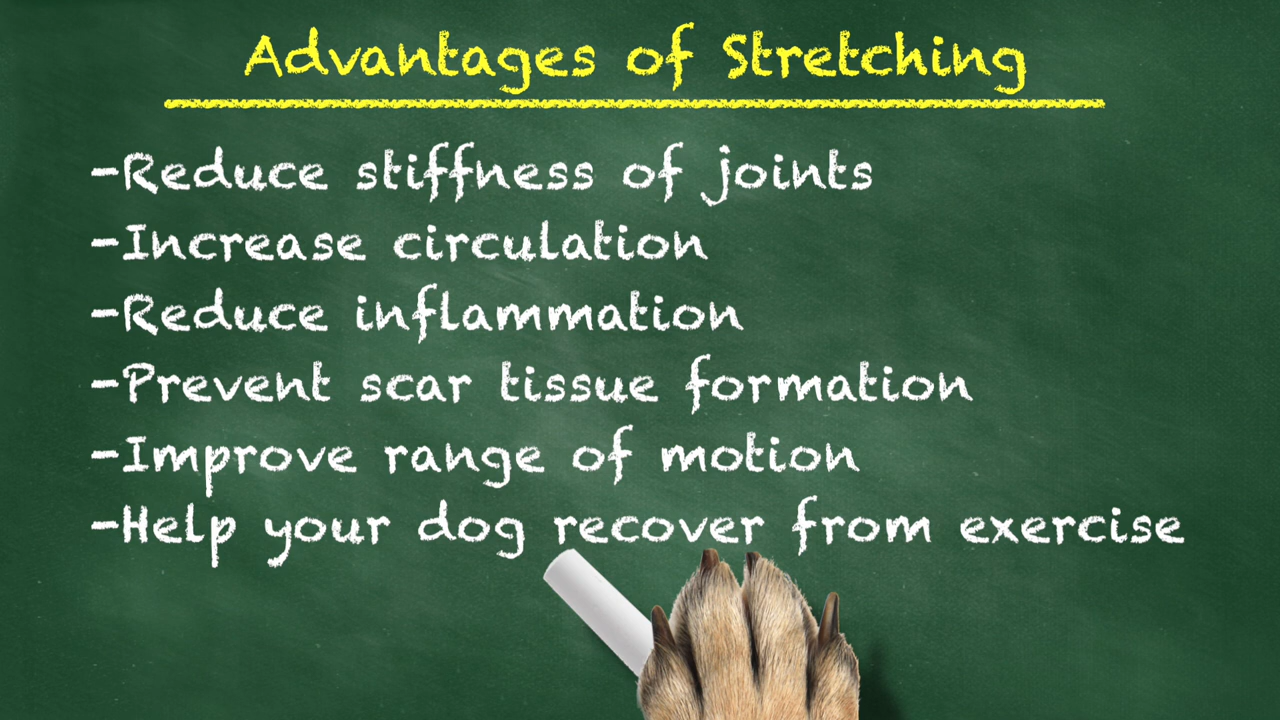 Advantages of Stretching
-Reduce stiffness of joints
-Increase circulation
-Reduce inflammation
-Prevent scar tissue formation
-Improve range of motion
-Help your dog recover from exercise